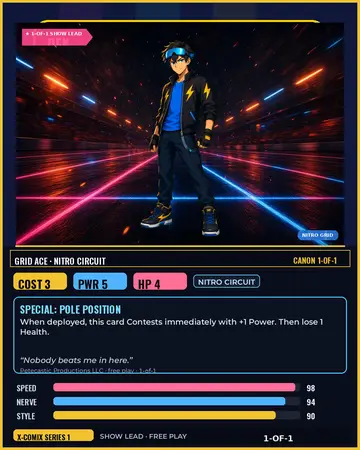 ✦ 1-OF-1 SHOW LEAD
NITRO GRID
GRID ACE · NITRO CIRCUIT
CANON 1-OF-1
COST 3
PWR 5
HP 4
NITRO CIRCUIT
SPECIAL: POLE POSITION
When deployed, this card Contests immediately with +1 Power. Then lose 1
Health.
"Nobody beats me in here."
Petecastic Productions LLC · free play · 1-of-1
SPEED 98
NERVE 94
STYLE 90
X-COMIX SERIES 1
SHOW LEAD · FREE PLAY
1-OF-1